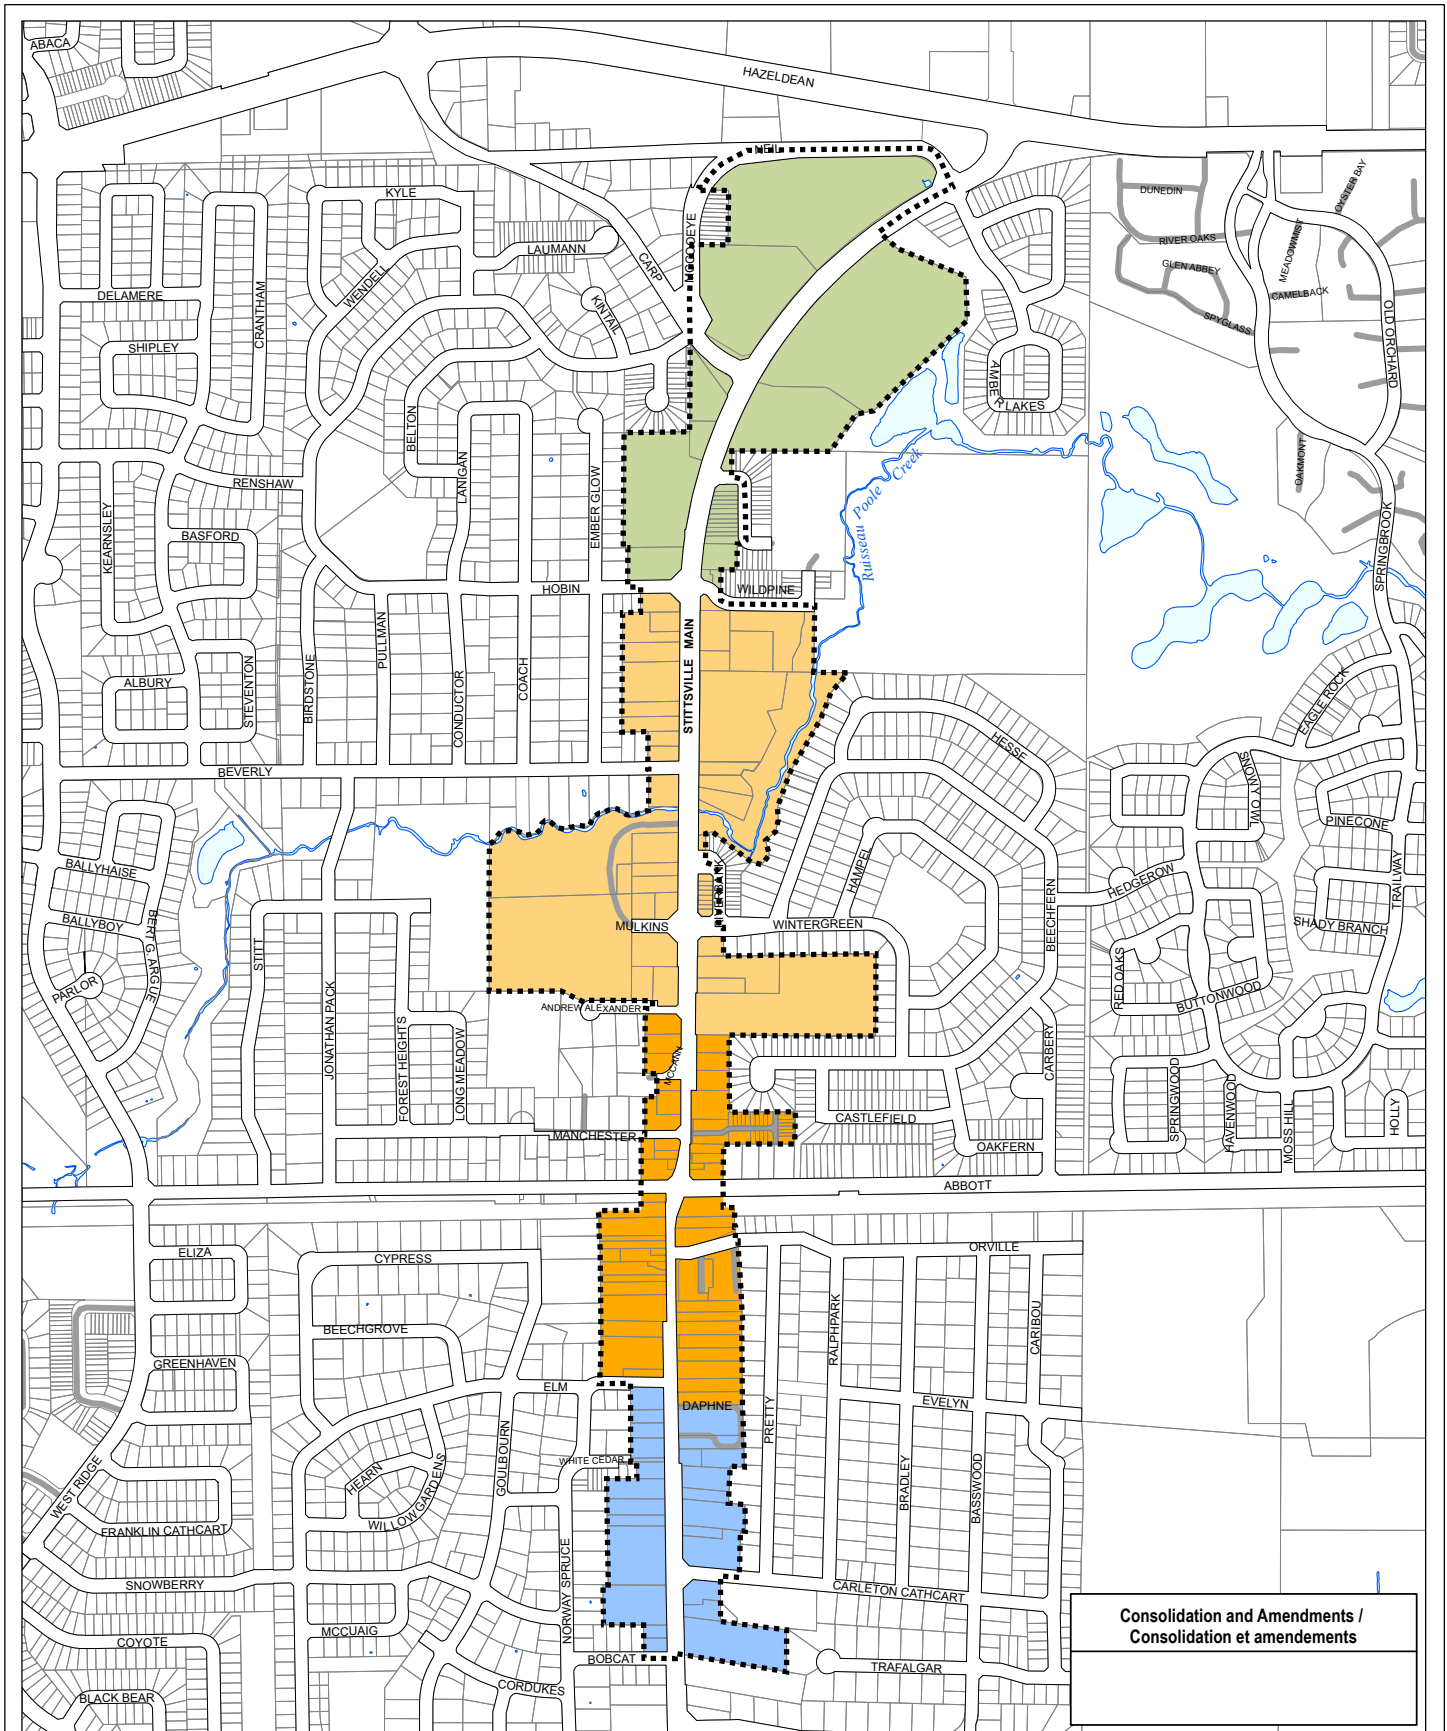 ABACA
HAZELDEAN
NEIL
KYLE
DUNEDIN
OYSTER BAY
RIVER OAKS
MEADOWMIST
GLEN ABBEY
CAMELBACK
SPYGLASS
OLD ORCHARD
LAUMANN
CARP
WENDELL
KINTAIL
CRANTHAM
DELAMERE
SHIPLEY
AMBER LAKES
BELTON
LANIGAN
EMBER GLOW
OAKMONT
RENSHAW
Ruisseau Poole Creek
KEARNSLEY
BASFORD
SPRINGBROOK
HOBIN
WILDPINE
PULLMAN
STITTSVILLE MAIN
BIRDSTONE
CONDUCTOR
COACH
ALBURY
STEVENTON
EAGLE ROCK
HESSE
SNOWY OWL
BEVERLY
PINECONE
BALLYHAISE
HAMPEL
TRAILWAY
HEDGEROW
RIVERBANK
BALLYBOY
BERT G. ARGUE
MULKINS
WINTERGREEN
BEECHFERN
SHADY BRANCH
STITT
PARLOR
RED OAKS
BUTTONWOOD
ANDREW ALEXANDER
JONATHAN PACK
FOREST HEIGHTS
LONG MEADOW
MCCANN
CARBERY
SPRINGWOOD
HAVENWOOD
MOSS HILL
HOLLY
CASTLEFIELD
MANCHESTER
OAKFERN
ABBOTT
ELIZA
CYPRESS
ORVILLE
RALPHPARK
CARIBOU
BEECHGROVE
GREENHAVEN
ELM
DAPHNE
PRETTY
EVELYN
GOULBOURN
WHITE CEDAR
HEARN
WILLOW GARDENS
WEST RIDGE
BRADLEY
BASSWOOD
FRANKLIN CATHCART
NORWAY SPRUCE
SNOWBERRY
CARLETON CATHCART
MCCUAIG
COYOTE
BOBCAT
TRAFALGAR
CORDUKES
BLACK BEAR
Consolidation and Amendments /
Consolidation et amendements